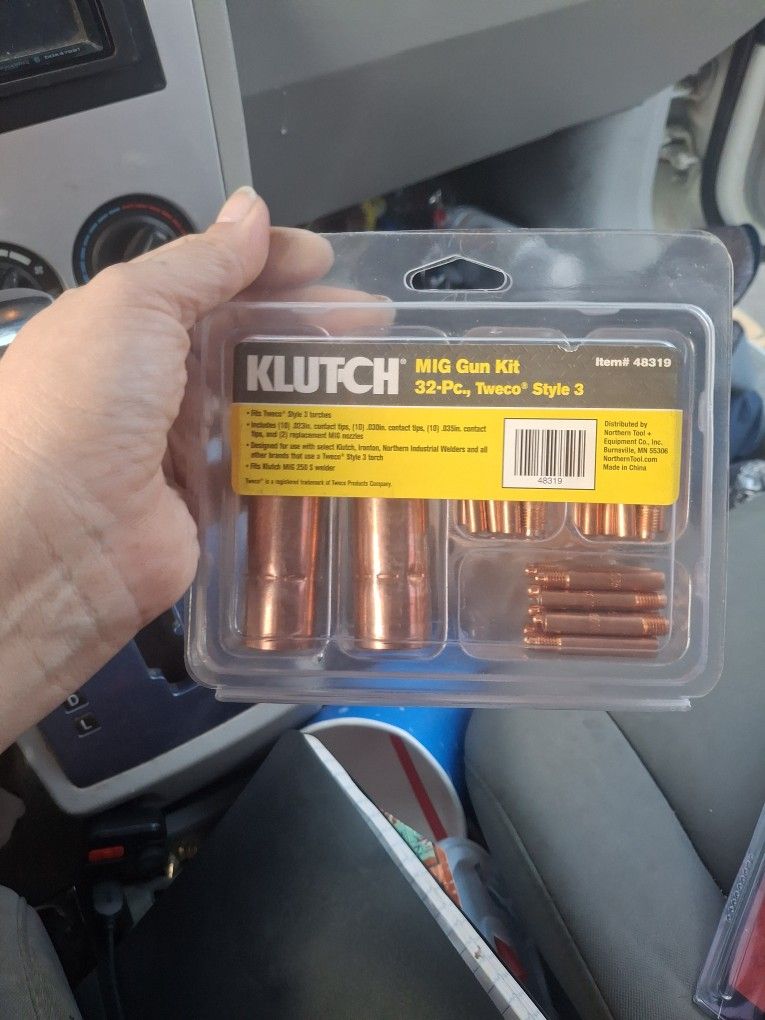 KLUTCH®
MIG Gun Kit
32-Pc., Tweco® Style 3
Item# 48319
• Fits Tweco® Style 3 torches
• Includes (10) .023in. contact tips, (10) .030in. contact tips, (10) .035in. contact
tips, and (2) replacement MIG nozzles
• Designed for use with select Klutch, Ironton, Northern Industrial Welders and all
other brands that use a Tweco® Style 3 torch
• Fits Klutch MIG 250 S welder
Tweco® is a registered trademark of Tweco Products Company.
48319
Distributed by
Northern Tool +
Equipment Co., Inc.
Burnsville, MN 55306
NorthernTool.com
Made in China
D
L